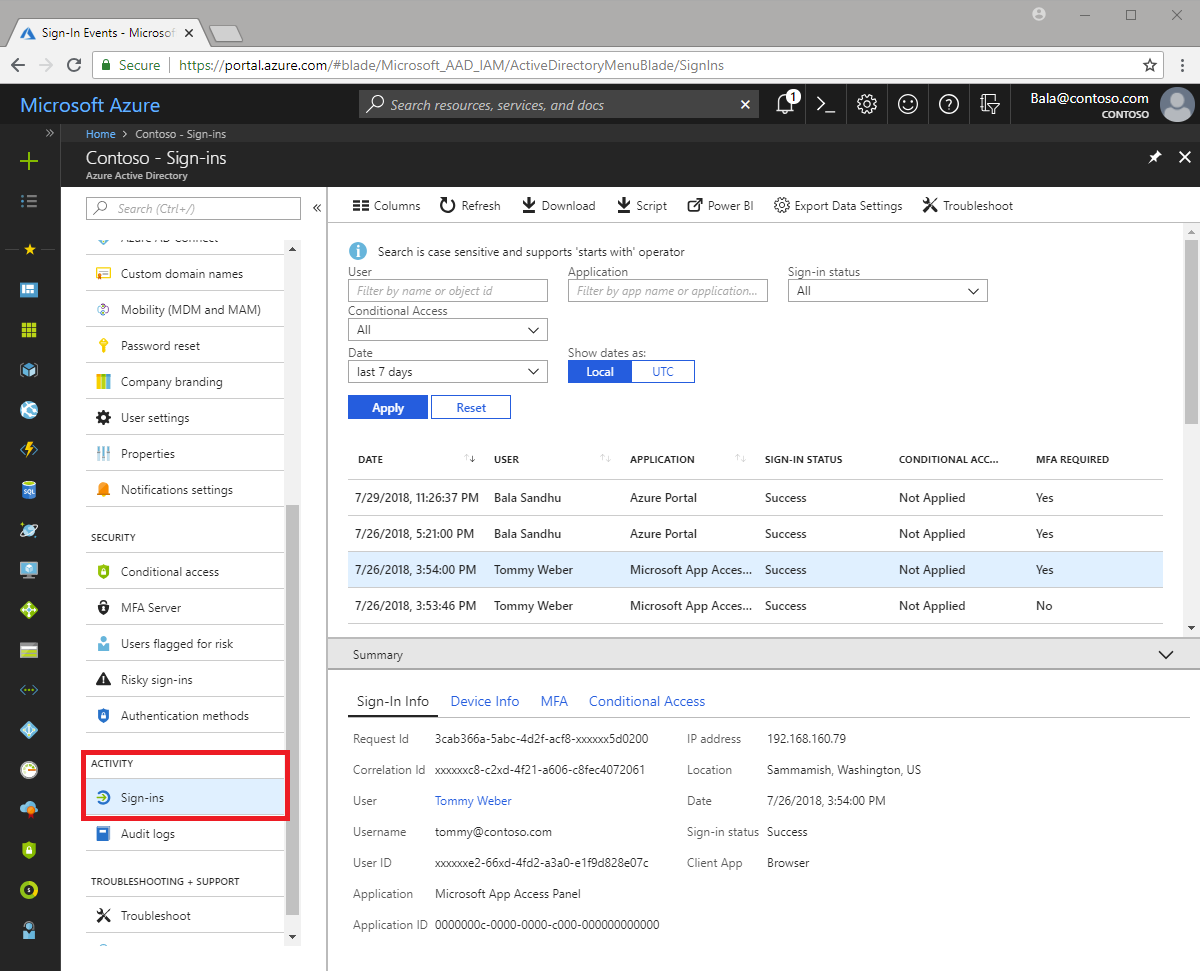 Sign-In Events - Microsof
Secure https://portal.azure.com/#blade/Microsoft_AAD_IAM/ActiveDirectoryMenuBlade/SignIns
Microsoft Azure
Search resources, services, and docs
1
Bala@contoso.com
CONTOSO
Home > Contoso - Sign-ins
Contoso - Sign-ins
Azure Active Directory
Search (Ctrl+/)
Azure AD Connect
Custom domain names
Mobility (MDM and MAM)
Password reset
Company branding
User settings
Properties
Notifications settings
SECURITY
Conditional access
MFA Server
Users flagged for risk
Risky sign-ins
Authentication methods
ACTIVITY
Sign-ins
Audit logs
TROUBLESHOOTING + SUPPORT
Troubleshoot
SQL
Columns Refresh Download Script Power BI Export Data Settings Troubleshoot
Search is case sensitive and supports 'starts with' operator
User Application Sign-in status
Filter by name or object id Filter by app name or application... All
Conditional Access
All
Date Show dates as:
last 7 days Local UTC
Apply Reset
DATE USER APPLICATION SIGN-IN STATUS CONDITIONAL ACC... MFA REQUIRED
7/29/2018, 11:26:37 PM Bala Sandhu Azure Portal Success Not Applied Yes
7/26/2018, 5:21:00 PM Bala Sandhu Azure Portal Success Not Applied Yes
7/26/2018, 3:54:00 PM Tommy Weber Microsoft App Acces... Success Not Applied Yes
7/26/2018, 3:53:46 PM Tommy Weber Microsoft App Acces... Success Not Applied No
Summary
Sign-In Info Device Info MFA Conditional Access
Request Id 3cab366a-5abc-4d2f-acf8-xxxxxx5d0200 IP address 192.168.160.79
Correlation Id xxxxxxc8-c2xd-4f21-a606-c8fec4072061 Location Sammamish, Washington, US
User Tommy Weber Date 7/26/2018, 3:54:00 PM
Username tommy@contoso.com Sign-in status Success
User ID xxxxxxe2-66xd-4fd2-a3a0-e1f9d828e07c Client App Browser
Application Microsoft App Access Panel
Application ID 0000000c-0000-0000-c000-000000000000